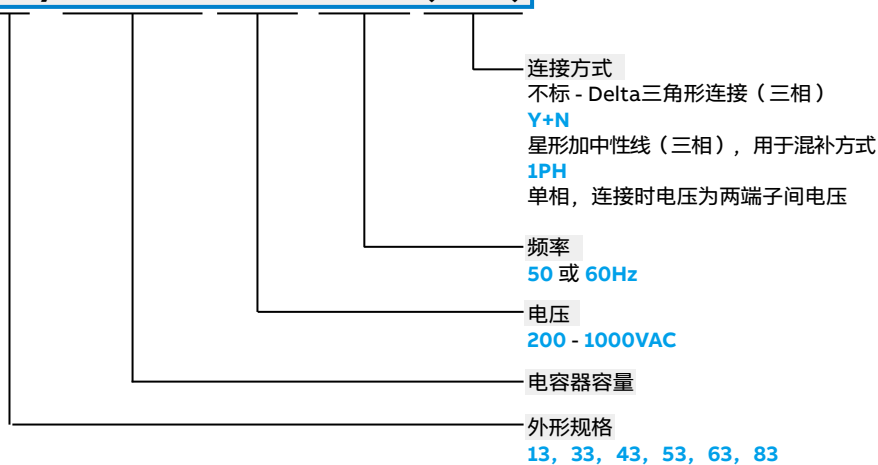 连接方式
不标 - Delta三角形连接（三相）
Y+N
星形加中性线（三相），用于混补方式
1PH
单相，连接时电压为两端子间电压
频率
50 或 60Hz
电压
200 - 1000VAC
电容器容量
外形规格
13，33，43，53，63，83